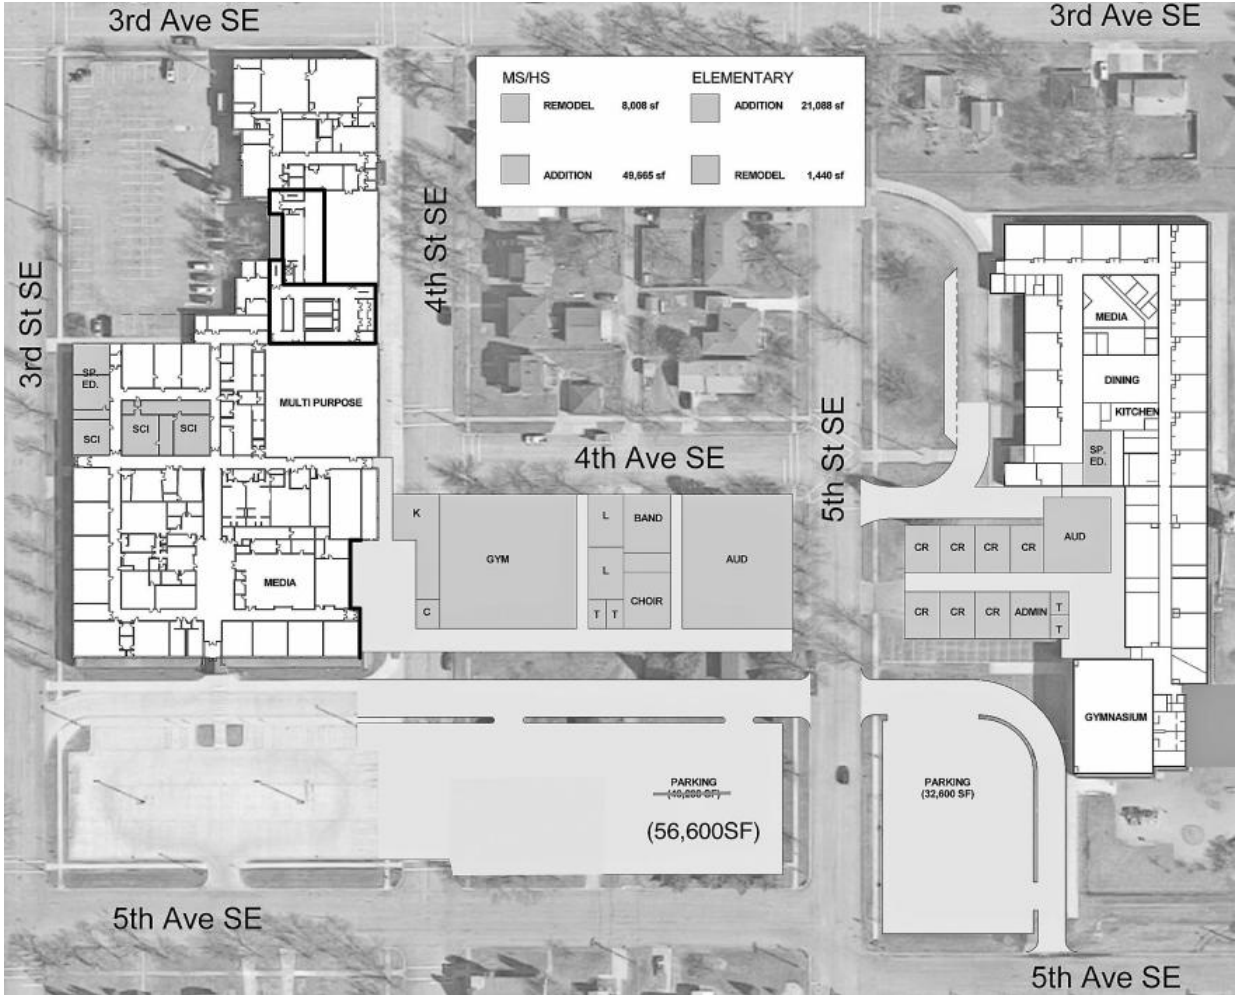 3rd Ave SE
3rd Ave SE
MS/HS
ELEMENTARY
REMODEL 8,008 sf
ADDITION 21,088 sf
ADDITION 49,665 sf
REMODEL 1,440 sf
4th St SE
3rd St SE
MEDIA
SP.
ED.
DINING
MULTI PURPOSE
KITCHEN
SCI
SCI
SCI
4th Ave SE
SP.
ED.
5th St SE
K
L
BAND
GYM
AUD
AUD
CR
CR
CR
CR
MEDIA
L
CHOIR
C
T
T
CR
CR
CR
ADMIN
T
T
GYMNASIUM
PARKING
(56,600SF)
PARKING
(32,600 SF)
5th Ave SE
5th Ave SE